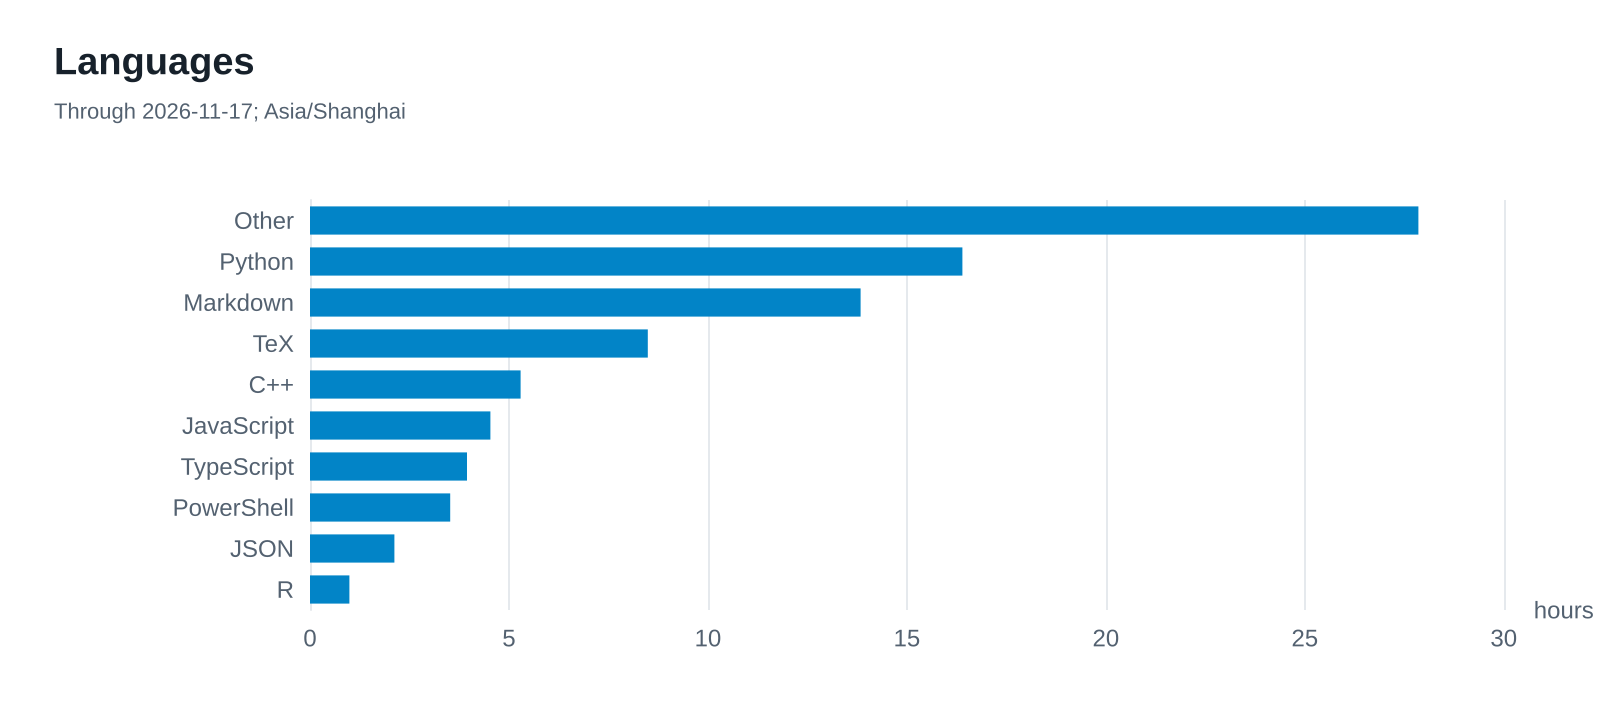 Languages
Through 2026-11-17; Asia/Shanghai
Other
Python
Markdown
TeX
C++
JavaScript
TypeScript
PowerShell
JSON
R
hours
0 5 10 15 20 25 30